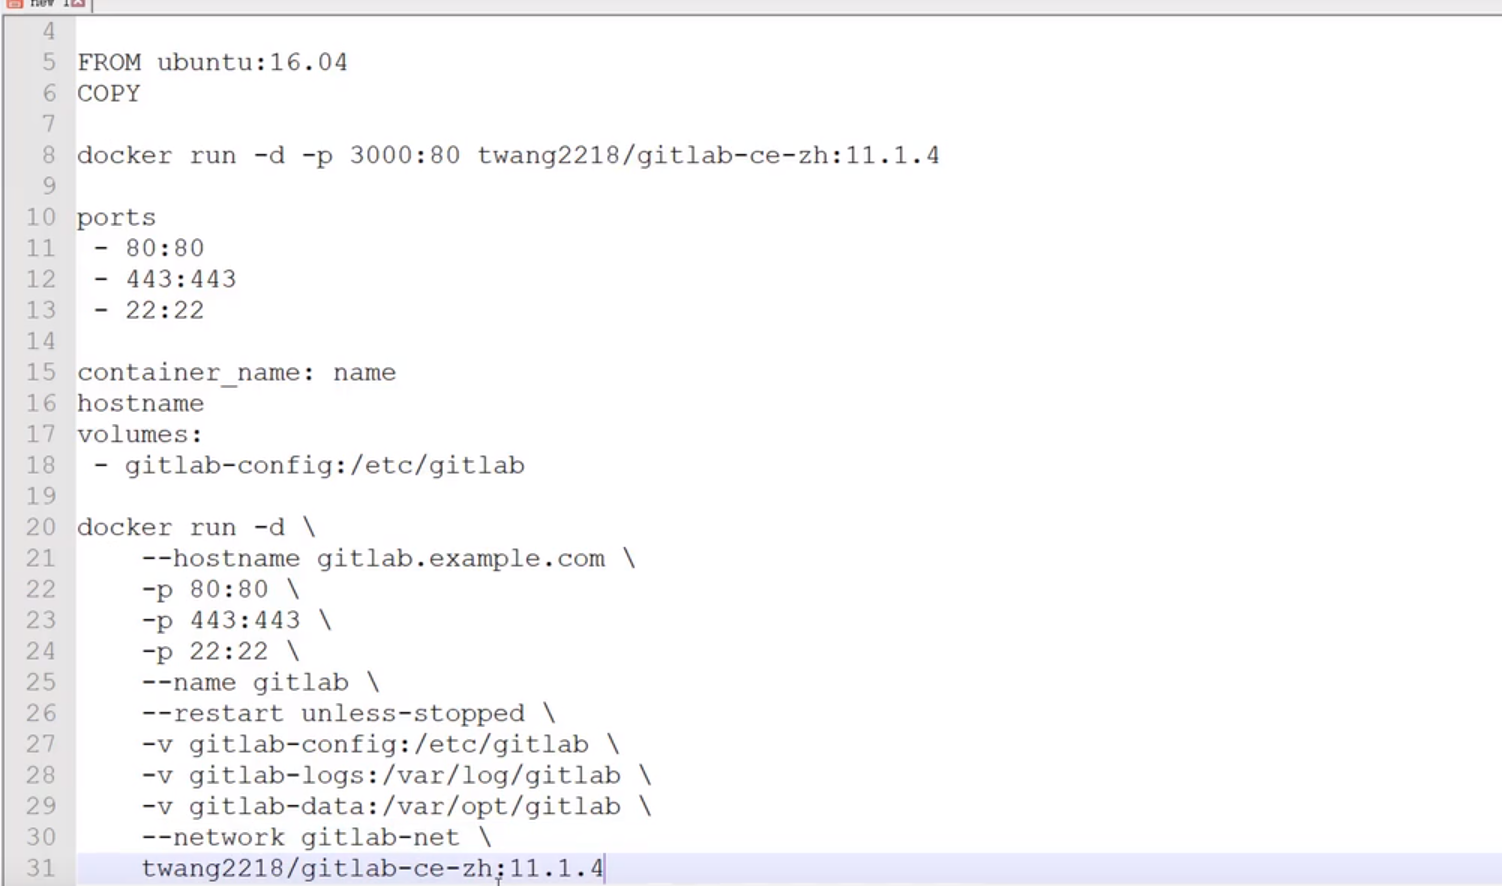 new 1
4
5 FROM ubuntu:16.04
6 COPY
7
8 docker run -d -p 3000:80 twang2218/gitlab-ce-zh:11.1.4
9
10 ports
11  - 80:80
12  - 443:443
13  - 22:22
14
15 container_name: name
16 hostname
17 volumes:
18  - gitlab-config:/etc/gitlab
19
20 docker run -d \
21     --hostname gitlab.example.com \
22     -p 80:80 \
23     -p 443:443 \
24     -p 22:22 \
25     --name gitlab \
26     --restart unless-stopped \
27     -v gitlab-config:/etc/gitlab \
28     -v gitlab-logs:/var/log/gitlab \
29     -v gitlab-data:/var/opt/gitlab \
30     --network gitlab-net \
31     twang2218/gitlab-ce-zh:11.1.4